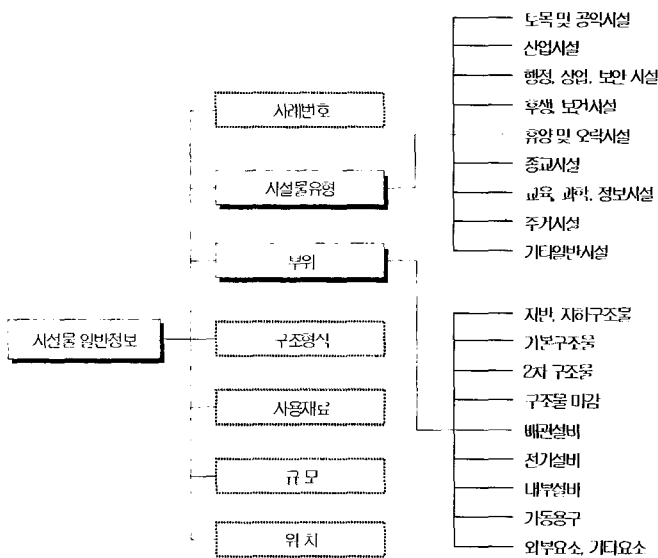 시설물 일반정보
사례번호
시설물유형
부위
구조형식
사용재료
규 모
위 치
토목 및 공익시설
산업시설
행정, 상업, 보안 시설
후생, 보건시설
휴양 및 오락시설
종교시설
교육, 과학, 정보시설
주거시설
기타일반시설
지반, 지하구조물
기본구조물
2차 구조물
구조물 마감
배관설비
전기설비
내부설비
가동용구
외부요소, 기타요소